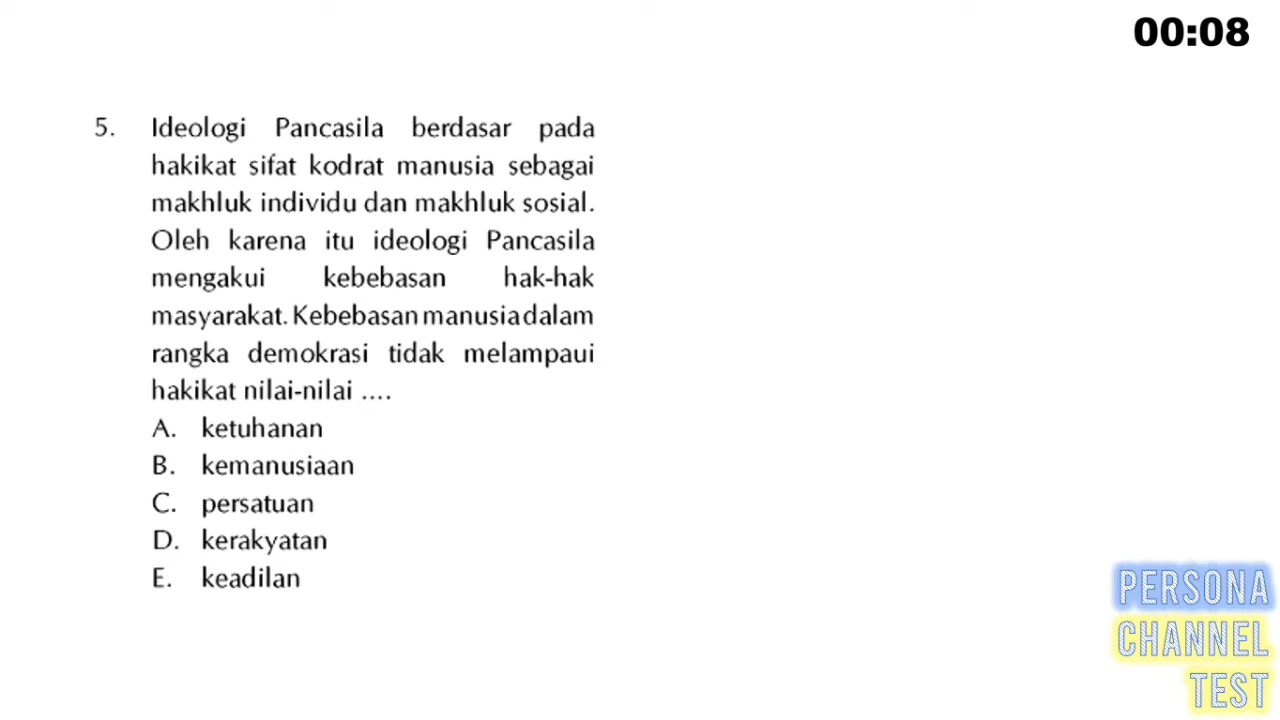 00:08
5. Ideologi Pancasila berdasar pada
hakikat sifat kodrat manusia sebagai
makhluk individu dan makhluk sosial.
Oleh karena itu ideologi Pancasila
mengakui kebebasan hak-hak
masyarakat. Kebebasan manusia dalam
rangka demokrasi tidak melampaui
hakikat nilai-nilai ....
A. ketuhanan
B. kemanusiaan
C. persatuan
D. kerakyatan
E. keadilan
PERSONA
CHANNEL
TEST